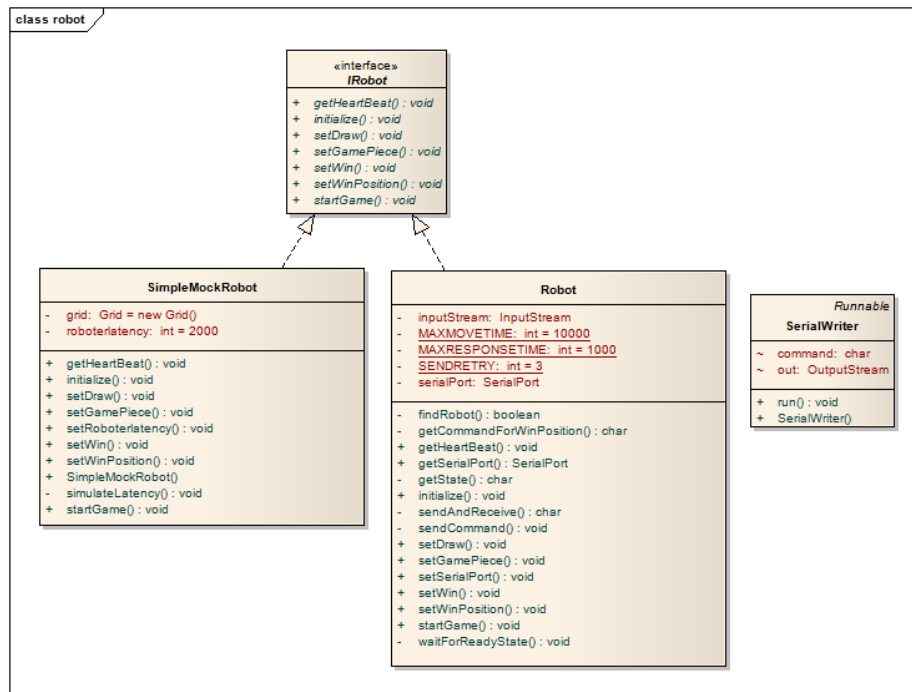 class robot
«interface»
IRobot
+ getHeartBeat() : void
+ initialize() : void
+ setDraw() : void
+ setGamePiece() : void
+ setWin() : void
+ setWinPosition() : void
+ startGame() : void
SimpleMockRobot
- grid: Grid = new Grid()
- roboterlatency: int = 2000
+ getHeartBeat() : void
+ initialize() : void
+ setDraw() : void
+ setGamePiece() : void
+ setRoboterlatency() : void
+ setWin() : void
+ setWinPosition() : void
+ SimpleMockRobot()
- simulateLatency() : void
+ startGame() : void
Robot
- inputStream: InputStream
- MAXMOVETIME: int = 10000
- MAXRESPONSETIME: int = 1000
- SENDRETRY: int = 3
- serialPort: SerialPort
- findRobot() : boolean
- getCommandForWinPosition() : char
+ getHeartBeat() : void
+ getSerialPort() : SerialPort
- getState() : char
+ initialize() : void
- sendAndReceive() : char
- sendCommand() : void
+ setDraw() : void
+ setGamePiece() : void
+ setSerialPort() : void
+ setWin() : void
+ setWinPosition() : void
+ startGame() : void
- waitForReadyState() : void
Runnable
SerialWriter
~ command: char
~ out: OutputStream
+ run() : void
+ SerialWriter()